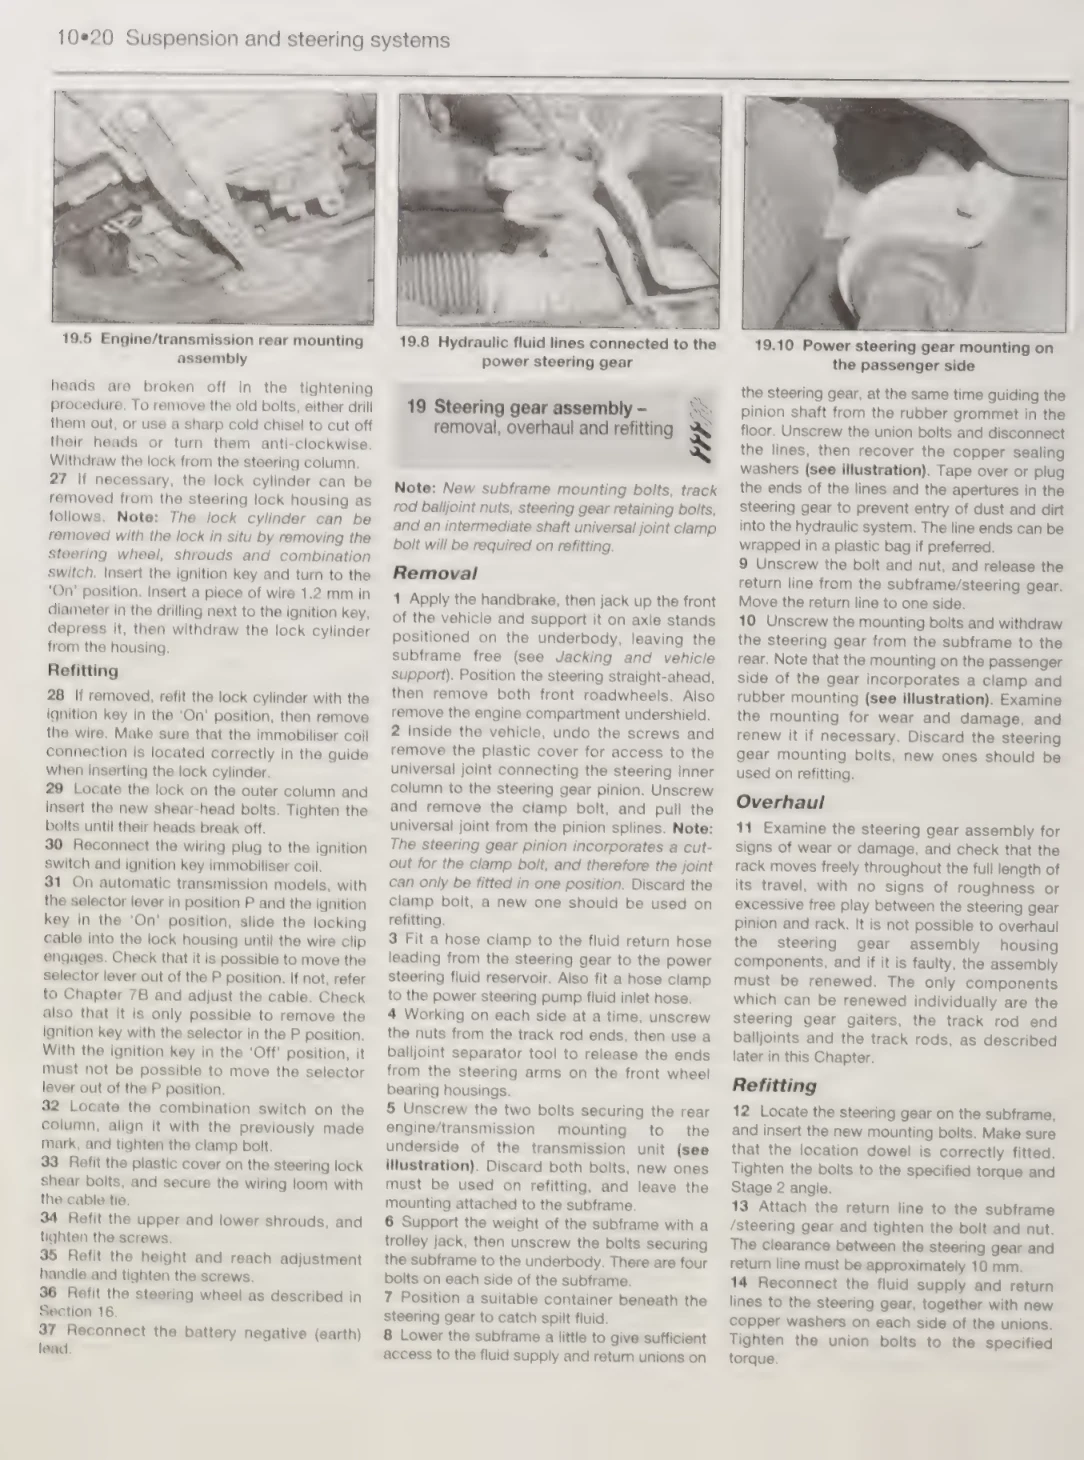 10•20 Suspension and steering systems
19.5 Engine/transmission rear mounting
assembly
19.8 Hydraulic fluid lines connected to the
power steering gear
19.10 Power steering gear mounting on
the passenger side
heads are broken off in the tightening
procedure. To remove the old bolts, either drill
them out, or use a sharp cold chisel to cut off
their heads or turn them anti-clockwise.
Withdraw the lock from the steering column.
27 If necessary, the lock cylinder can be
removed from the steering lock housing as
follows. Note: The lock cylinder can be
removed with the lock in situ by removing the
steering wheel, shrouds and combination
switch. Insert the ignition key and turn to the
'On' position. Insert a piece of wire 1.2 mm in
diameter in the drilling next to the ignition key,
depress it, then withdraw the lock cylinder
from the housing.
Refitting
28 If removed, refit the lock cylinder with the
ignition key in the 'On' position, then remove
the wire. Make sure that the immobiliser coil
connection is located correctly in the guide
when inserting the lock cylinder.
29 Locate the lock on the outer column and
insert the new shear-head bolts. Tighten the
bolts until their heads break off.
30 Reconnect the wiring plug to the ignition
switch and ignition key immobiliser coil.
31 On automatic transmission models, with
the selector lever in position P and the ignition
key in the 'On' position, slide the locking
cable into the lock housing until the wire clip
engages. Check that it is possible to move the
selector lever out of the P position. If not, refer
to Chapter 7B and adjust the cable. Check
also that it is only possible to remove the
ignition key with the selector in the P position.
With the ignition key in the 'Off' position, it
must not be possible to move the selector
lever out of the P position.
32 Locate the combination switch on the
column, align it with the previously made
mark, and tighten the clamp bolt.
33 Refit the plastic cover on the steering lock
shear bolts, and secure the wiring loom with
the cable tie.
34 Refit the upper and lower shrouds, and
tighten the screws.
35 Refit the height and reach adjustment
handle and tighten the screws.
36 Refit the steering wheel as described in
Section 16.
37 Reconnect the battery negative (earth)
lead.
19 Steering gear assembly –
removal, overhaul and refitting
Note: New subframe mounting bolts, track
rod balljoint nuts, steering gear retaining bolts,
and an intermediate shaft universal joint clamp
bolt will be required on refitting.
Removal
1 Apply the handbrake, then jack up the front
of the vehicle and support it on axle stands
positioned on the underbody, leaving the
subframe free (see Jacking and vehicle
support). Position the steering straight-ahead,
then remove both front roadwheels. Also
remove the engine compartment undershield.
2 Inside the vehicle, undo the screws and
remove the plastic cover for access to the
universal joint connecting the steering inner
column to the steering gear pinion. Unscrew
and remove the clamp bolt, and pull the
universal joint from the pinion splines. Note:
The steering gear pinion incorporates a cut-
out for the clamp bolt, and therefore the joint
can only be fitted in one position. Discard the
clamp bolt, a new one should be used on
refitting.
3 Fit a hose clamp to the fluid return hose
leading from the steering gear to the power
steering fluid reservoir. Also fit a hose clamp
to the power steering pump fluid inlet hose.
4 Working on each side at a time, unscrew
the nuts from the track rod ends, then use a
balljoint separator tool to release the ends
from the steering arms on the front wheel
bearing housings.
5 Unscrew the two bolts securing the rear
engine/transmission mounting to the
underside of the transmission unit (see
illustration). Discard both bolts, new ones
must be used on refitting, and leave the
mounting attached to the subframe.
6 Support the weight of the subframe with a
trolley jack, then unscrew the bolts securing
the subframe to the underbody. There are four
bolts on each side of the subframe.
7 Position a suitable container beneath the
steering gear to catch spilt fluid.
8 Lower the subframe a little to give sufficient
access to the fluid supply and return unions on
the steering gear, at the same time guiding the
pinion shaft from the rubber grommet in the
floor. Unscrew the union bolts and disconnect
the lines, then recover the copper sealing
washers (see illustration). Tape over or plug
the ends of the lines and the apertures in the
steering gear to prevent entry of dust and dirt
into the hydraulic system. The line ends can be
wrapped in a plastic bag if preferred.
9 Unscrew the bolt and nut, and release the
return line from the subframe/steering gear.
Move the return line to one side.
10 Unscrew the mounting bolts and withdraw
the steering gear from the subframe to the
rear. Note that the mounting on the passenger
side of the gear incorporates a clamp and
rubber mounting (see illustration). Examine
the mounting for wear and damage, and
renew it if necessary. Discard the steering
gear mounting bolts, new ones should be
used on refitting.
Overhaul
11 Examine the steering gear assembly for
signs of wear or damage, and check that the
rack moves freely throughout the full length of
its travel, with no signs of roughness or
excessive free play between the steering gear
pinion and rack. It is not possible to overhaul
the steering gear assembly housing
components, and if it is faulty, the assembly
must be renewed. The only components
which can be renewed individually are the
steering gear gaiters, the track rod end
balljoints and the track rods, as described
later in this Chapter.
Refitting
12 Locate the steering gear on the subframe,
and insert the new mounting bolts. Make sure
that the location dowel is correctly fitted.
Tighten the bolts to the specified torque and
Stage 2 angle.
13 Attach the return line to the subframe
/steering gear and tighten the bolt and nut.
The clearance between the steering gear and
return line must be approximately 10 mm.
14 Reconnect the fluid supply and return
lines to the steering gear, together with new
copper washers on each side of the unions.
Tighten the union bolts to the specified
torque.